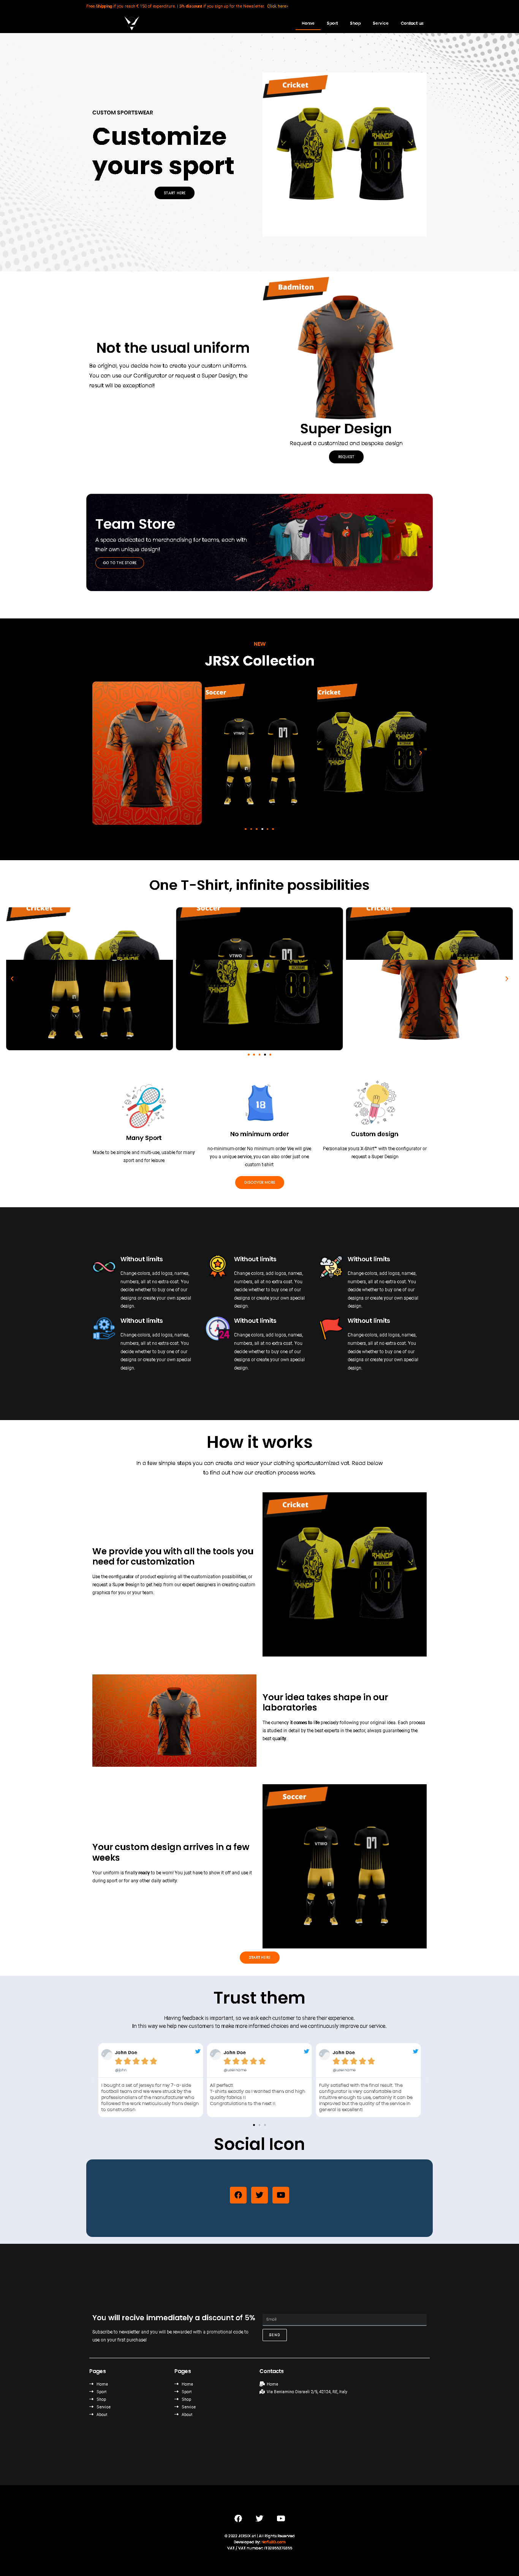 Free Shipping if you reach € 150 of expenditure. | 5% discount if you sign up for the Newsletter. Click here!
Home Sport Shop Service Contact us
CUSTOM SPORTSWEAR
Customize
yours sport
START HERE
Cricket
RHINOS
88
Badmiton
Not the usual uniform
Be original, you decide how to create your custom uniforms.
You can use our Configurator or request a Super Design, the
result will be exceptional!
Super Design
Request a customized and bespoke design
REQUEST
Team Store
A space dedicated to merchandising for teams, each with
their own unique design!
GO TO THE STORE
NEW
JRSX Collection
Soccer
Cricket
VTWO
07
RHINOS
88
One T-Shirt, infinite possibilities
Cricket
Soccer
Cricket
VTWO
07
88
Many Sport
Made to be simple and multi-use, usable for many
sport and for leisure
No minimum order
no-minimum-order No minimum order We will give
you a unique service, you can also order just one
custom t-shirt.
Custom design
Personalise yours X-Shirt™ with the configurator or
request a Super Design
DISCOVER MORE
Without limits
Change colors, add logos, names,
numbers, all at no extra cost. You
decide whether to buy one of our
designs or create your own special
design.
Without limits
Change colors, add logos, names,
numbers, all at no extra cost. You
decide whether to buy one of our
designs or create your own special
design.
Without limits
Change colors, add logos, names,
numbers, all at no extra cost. You
decide whether to buy one of our
designs or create your own special
design.
Without limits
Change colors, add logos, names,
numbers, all at no extra cost. You
decide whether to buy one of our
designs or create your own special
design.
Without limits
Change colors, add logos, names,
numbers, all at no extra cost. You
decide whether to buy one of our
designs or create your own special
design.
Without limits
Change colors, add logos, names,
numbers, all at no extra cost. You
decide whether to buy one of our
designs or create your own special
design.
How it works
In a few simple steps you can create and wear your clothing sportcustomized vat. Read below
to find out how our creation process works.
We provide you with all the tools you
need for customization
Use the configurator of product exploring all the customization possibilities, or
request a Super Design to get help from our expert designers in creating custom
graphics for you or your team.
Cricket
RHINOS
88
Your idea takes shape in our
laboratories
The currency it comes to life precisely following your original idea. Each process
is studied in detail by the best experts in the sector, always guaranteeing the
best quality.
Your custom design arrives in a few
weeks
Your uniform is finally ready to be worn! You just have to show it off and use it
during sport or for any other daily activity.
Soccer
VTWO
07
START HERE
Trust them
Having feedback is important, so we ask each customer to share their experience.
In this way we help new customers to make more informed choices and we continuously improve our service.
John Doe
@john
I bought a set of jerseys for my 7-a-side
football team and we were struck by the
professionalism of the manufacturer who
followed the work meticulously from design
to construction
John Doe
@username
All perfect!
T-shirts exactly as I wanted them and high
quality fabrics !!
Congratulations to the next !!
John Doe
@username
Fully satisfied with the final result. The
configurator is very comfortable and
intuitive enough to use, certainly it can be
improved but the quality of the service in
general is excellent!
Social Icon
You will recive immediately a discount of 5%
Subscribe to newsletter and you will be rewarded with a promotional code to
use on your first purchase!
Email
SEND
Pages
Home
Sport
Shop
Service
About
Pages
Home
Sport
Shop
Service
About
Contacts
Home